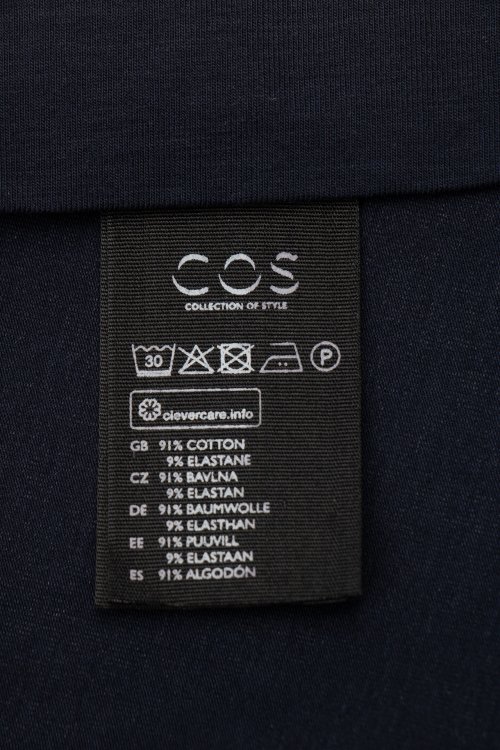 COS
COLLECTION OF STYLE
30 P
clevercare.info
GB 91% COTTON
9% ELASTANE
CZ 91% BAVLNA
9% ELASTAN
DE 91% BAUMWOLLE
9% ELASTHAN
EE 91% PUUVILL
9% ELASTAAN
ES 91% ALGODÓN